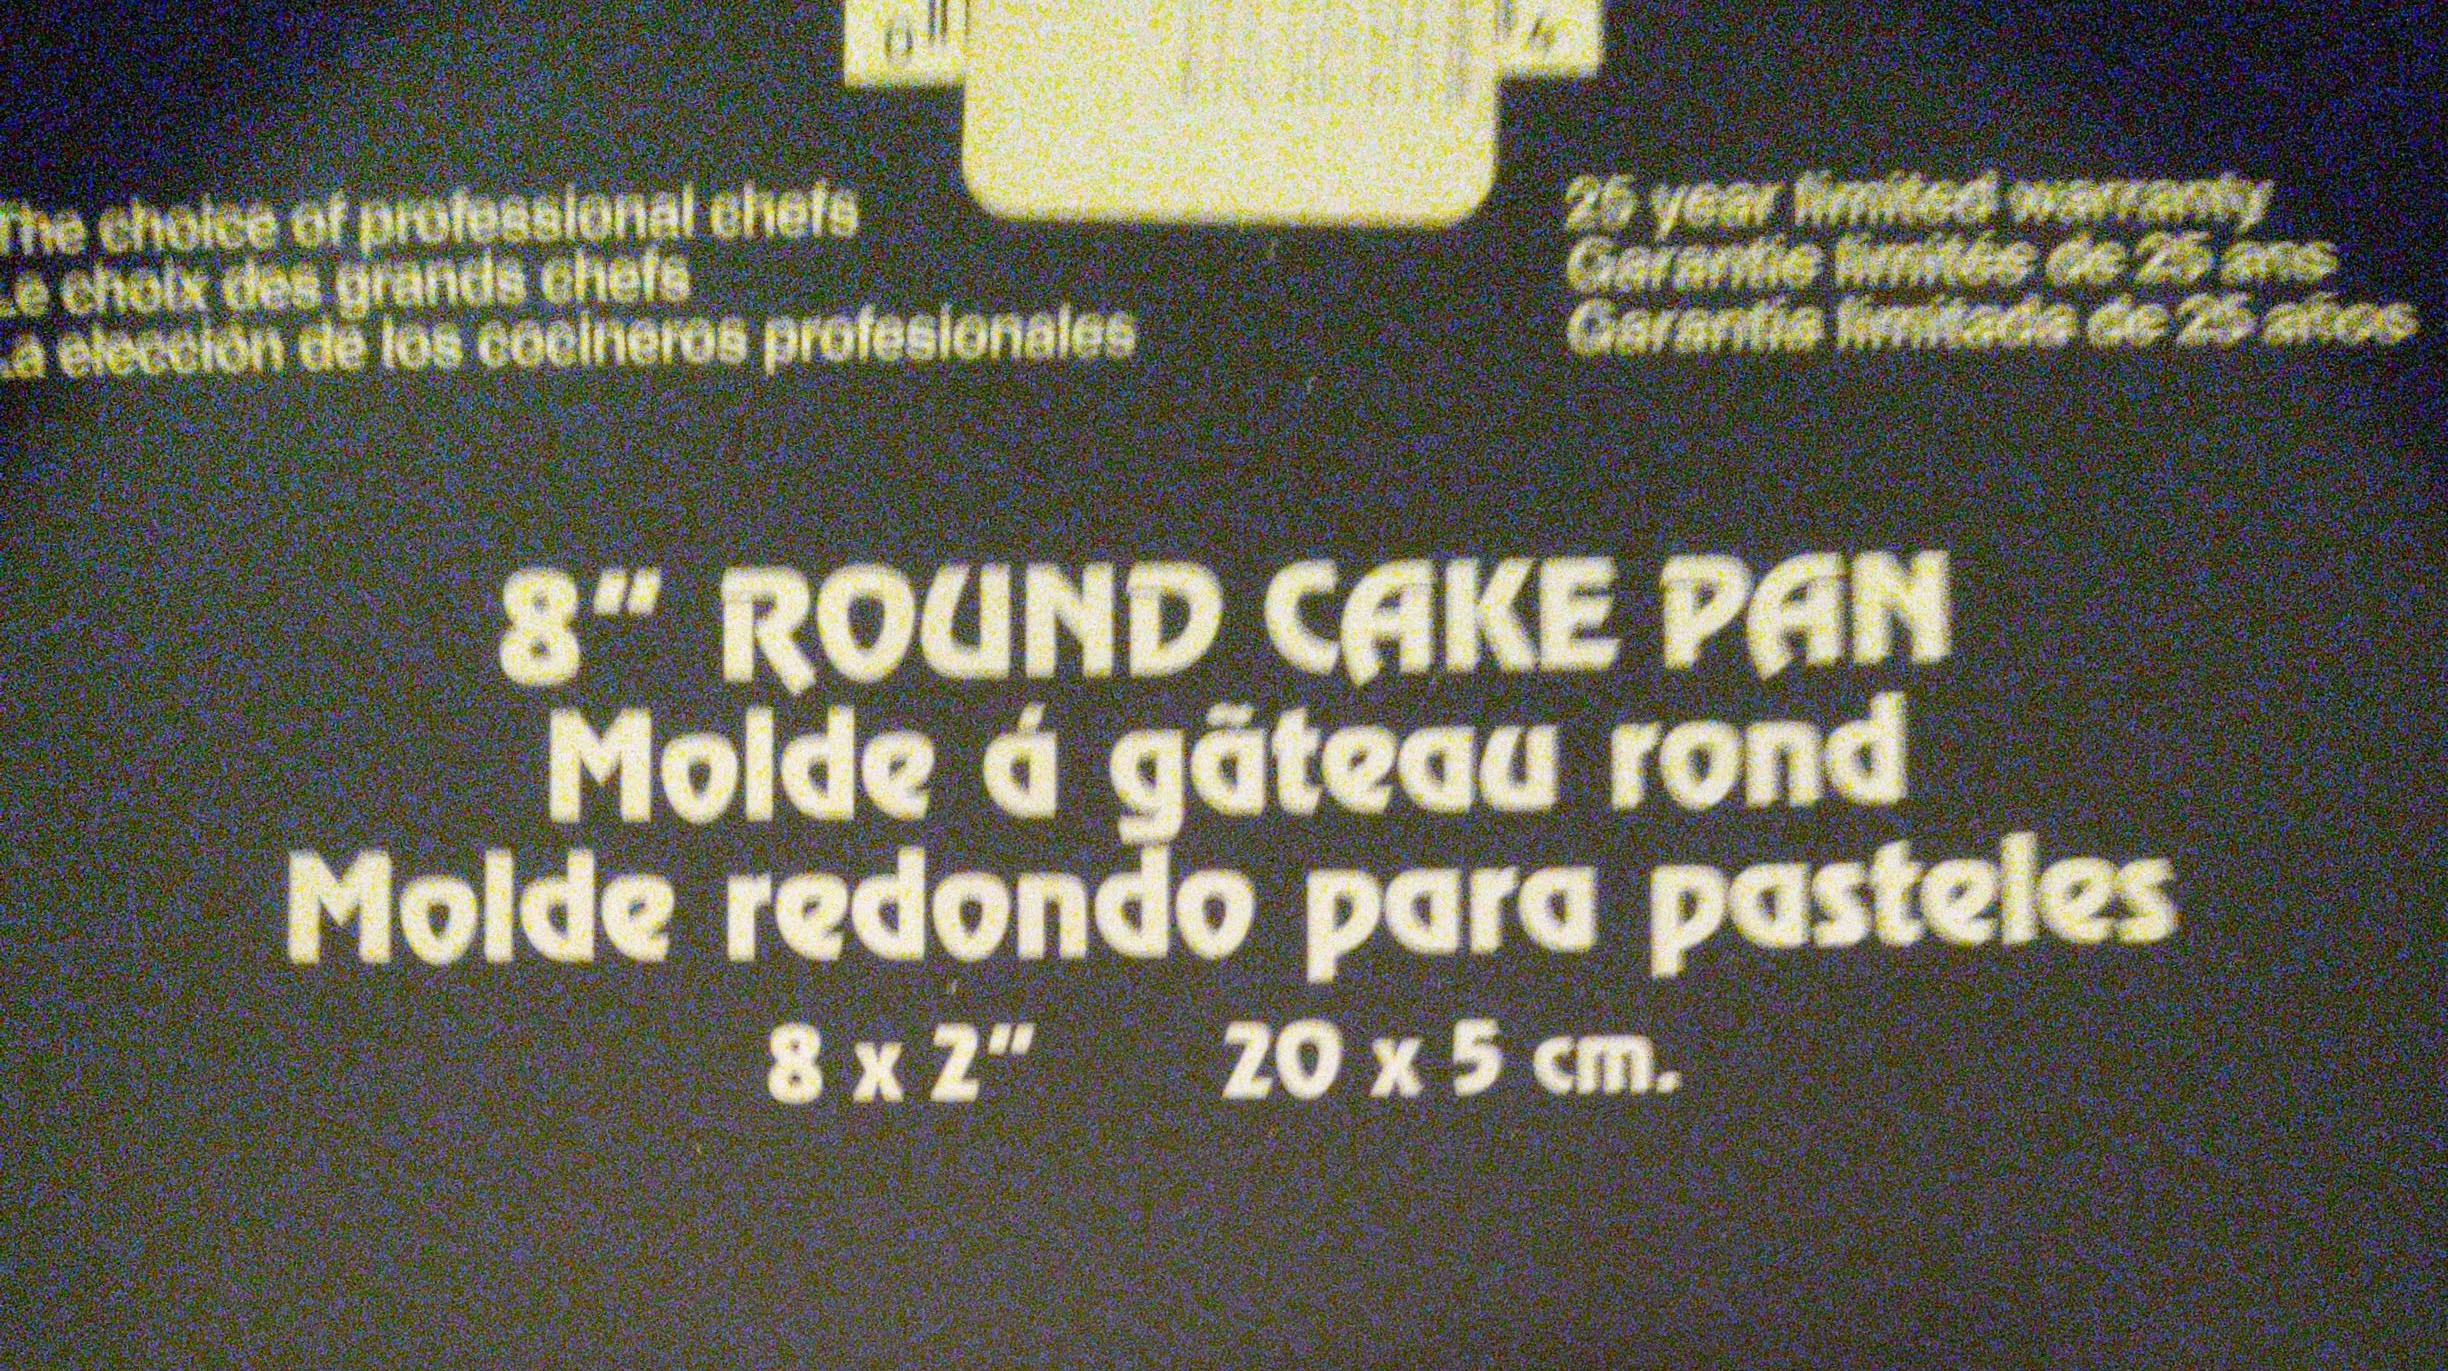 0 4
The choice of professional chefs
Le choix des grands chefs
La elección de los cocineros profesionales
25 year limited warranty
Garantie limitée de 25 ans
Garantía limitada de 25 años
8" ROUND CAKE PAN
Molde á gãteau rond
Molde redondo para pasteles
8 x 2" 20 x 5 cm.